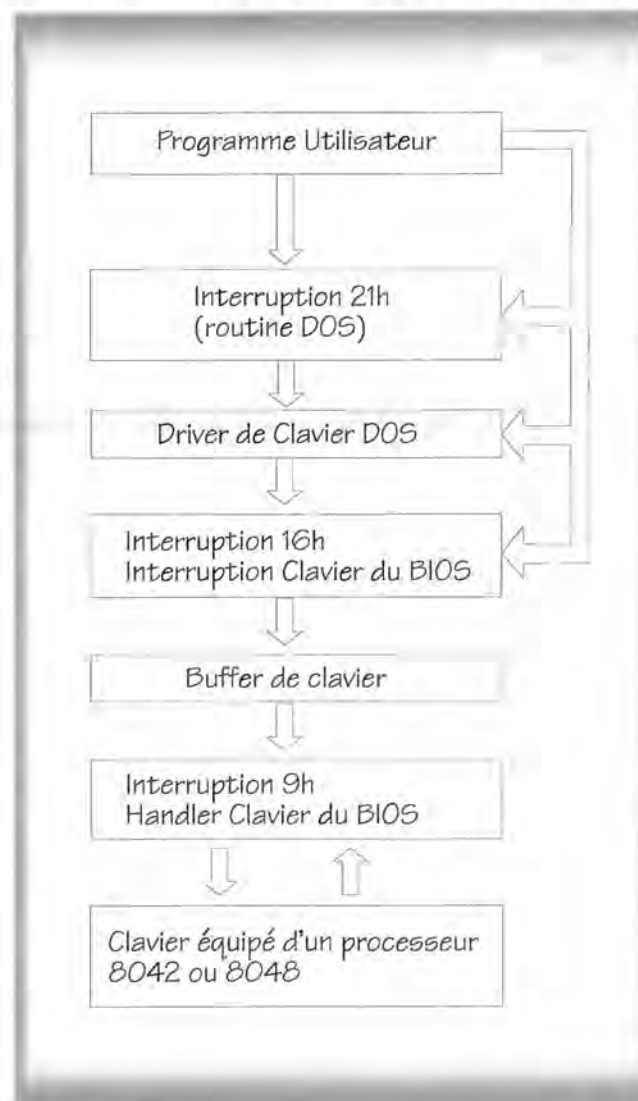 Programme Utilisateur
Interruption 21h
(routine DOS)
Driver de Clavier DOS
Interruption 16h
Interruption Clavier du BIOS
Buffer de clavier
Interruption 9h
Handler Clavier du BIOS
Clavier équipé d'un processeur
8042 ou 8048